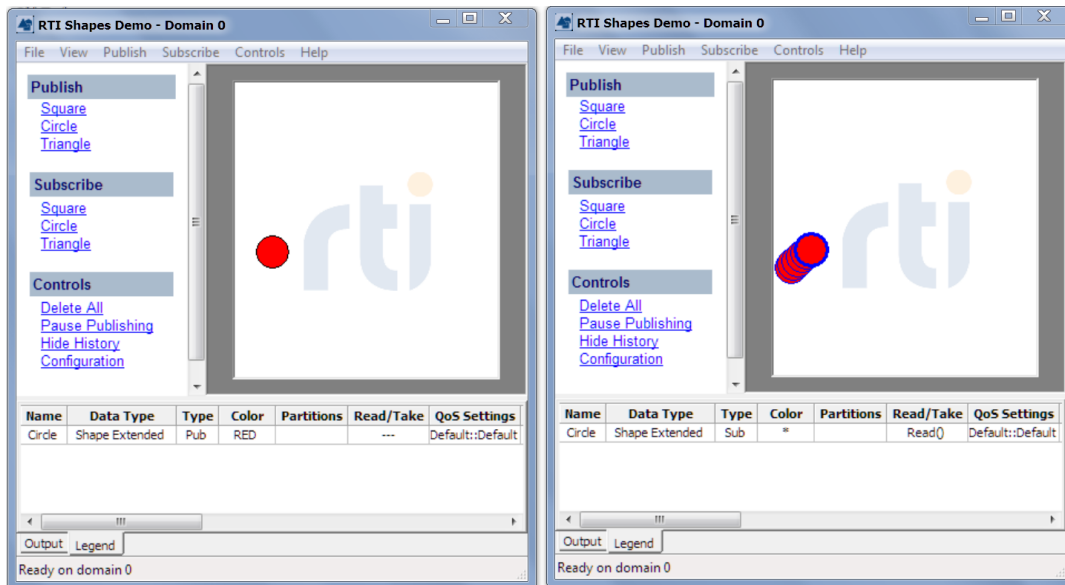 RTI Shapes Demo - Domain 0
File View Publish Subscribe Controls Help
Publish
Square
Circle
Triangle
Subscribe
Square
Circle
Triangle
Controls
Delete All
Pause Publishing
Hide History
Configuration
rti
Name Data Type Type Color Partitions Read/Take QoS Settings
Circle Shape Extended Pub RED --- Default::Default
Output Legend
Ready on domain 0
RTI Shapes Demo - Domain 0
File View Publish Subscribe Controls Help
Publish
Square
Circle
Triangle
Subscribe
Square
Circle
Triangle
Controls
Delete All
Pause Publishing
Hide History
Configuration
rti
Name Data Type Type Color Partitions Read/Take QoS Settings
Circle Shape Extended Sub * Read() Default::Default
Output Legend
Ready on domain 0